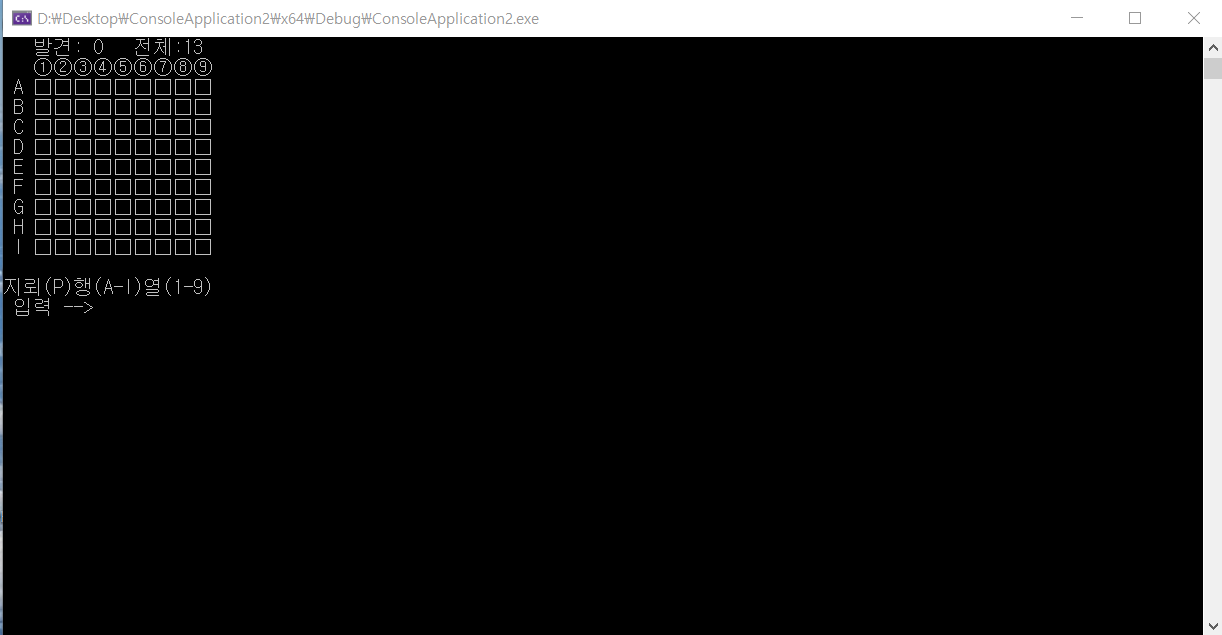 D:₩Desktop₩ConsoleApplication2₩x64₩Debug₩ConsoleApplication2.exe
발견: 0 전체:13
①②③④⑤⑥⑦⑧⑨
A □□□□□□□□□
B □□□□□□□□□
C □□□□□□□□□
D □□□□□□□□□
E □□□□□□□□□
F □□□□□□□□□
G □□□□□□□□□
H □□□□□□□□□
I □□□□□□□□□
지뢰(P)행(A-I)열(1-9)
입력 -->